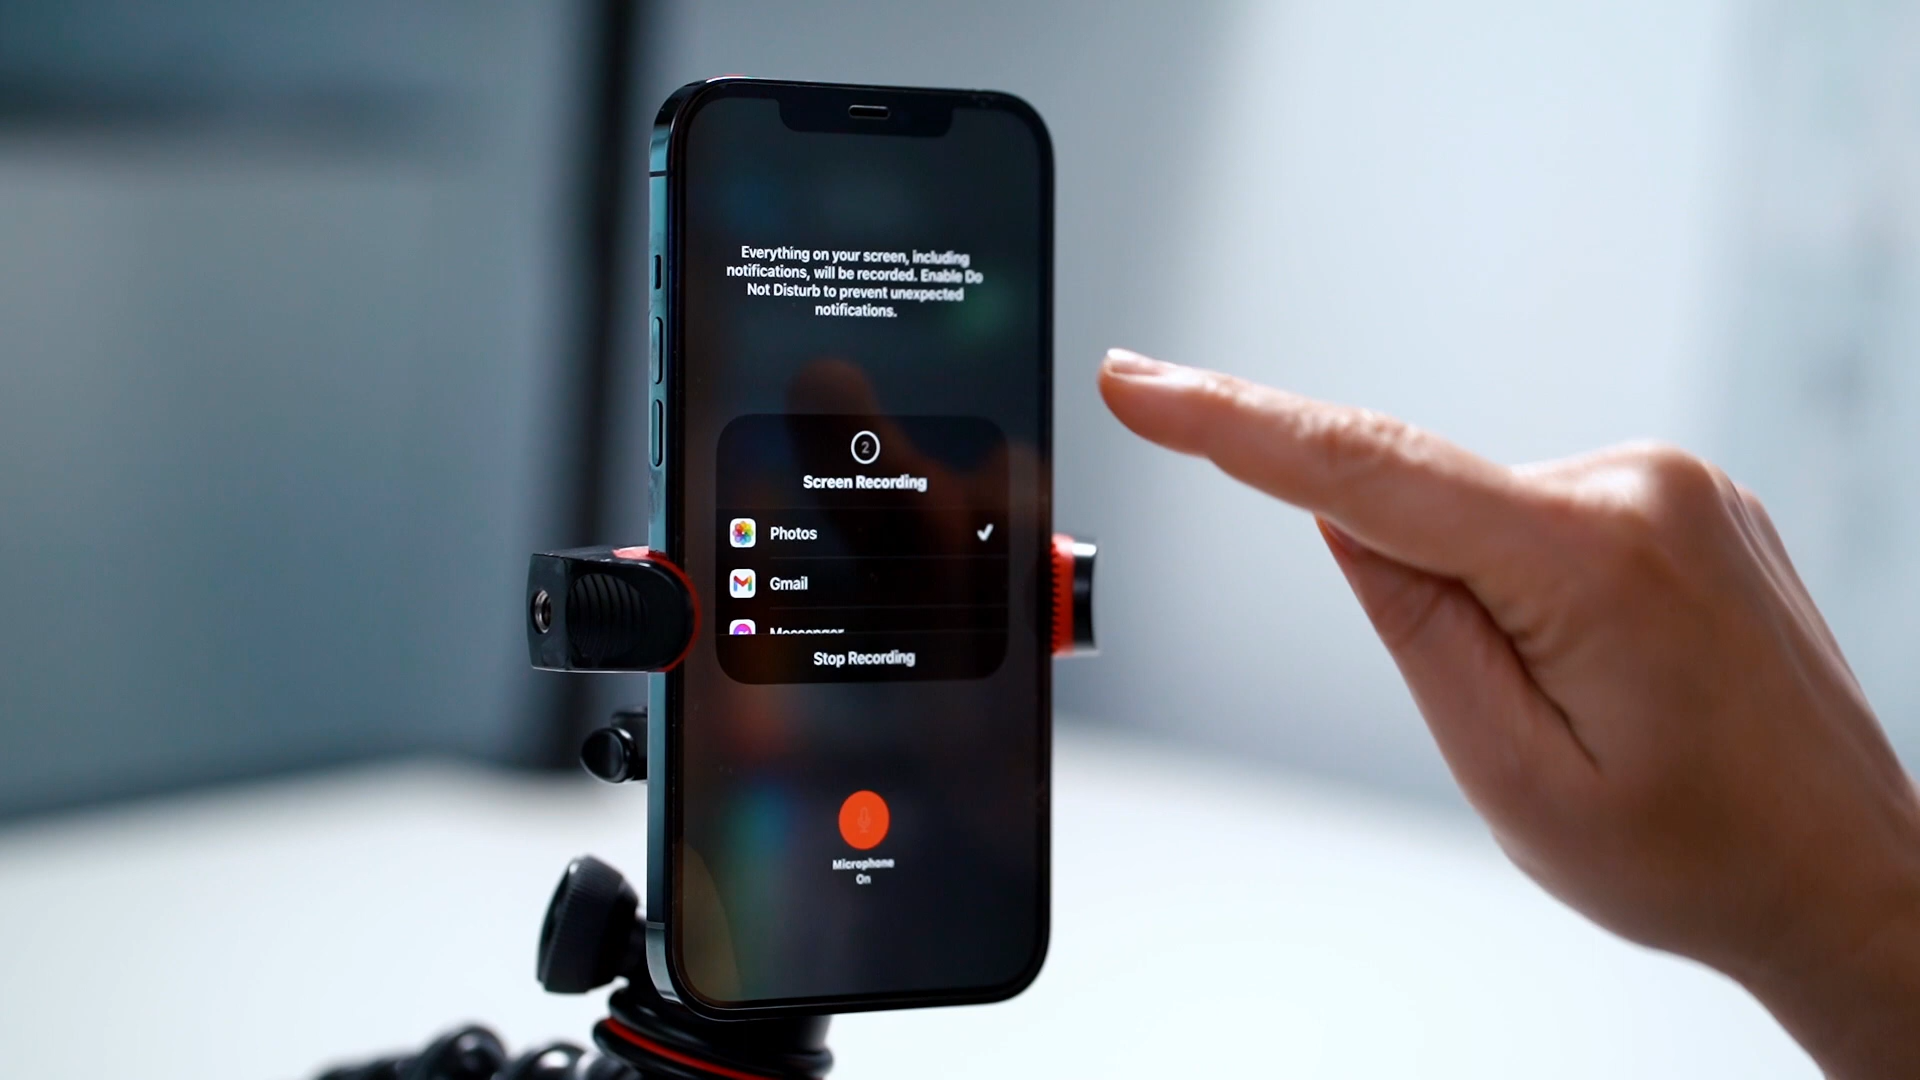 Everything on your screen, including
notifications, will be recorded. Enable Do
Not Disturb to prevent unexpected
notifications.
2
Screen Recording
Photos
Gmail
Messenger
Stop Recording
Microphone
On